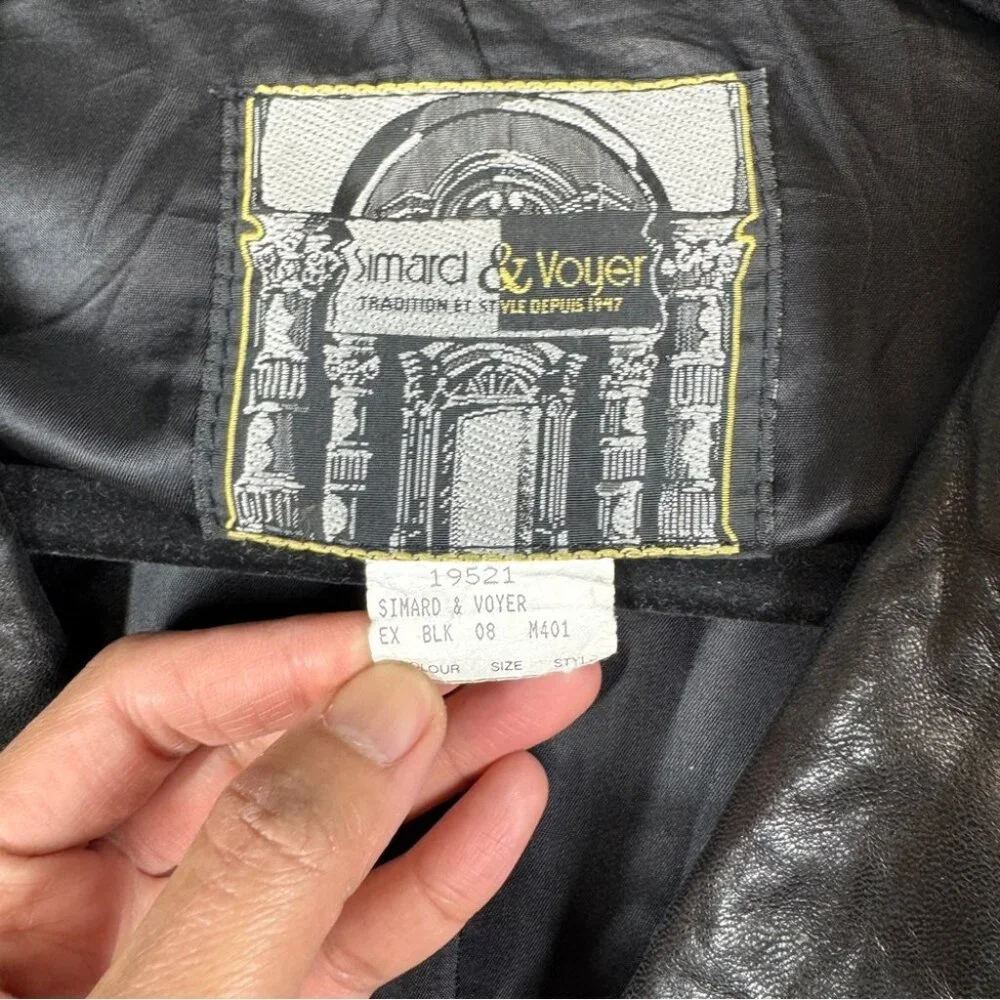 Simard & Voyer
TRADITION ET STYLE DEPUIS 1947
19521
SIMARD & VOYER
EX BLK 08 M401
SIZE